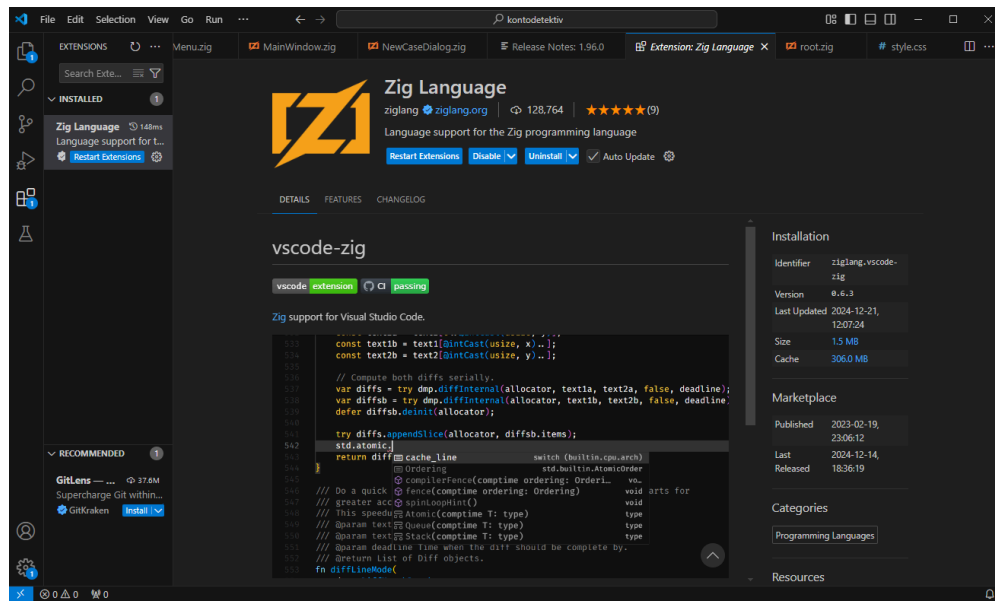 File Edit Selection View Go Run ··· kontodetektiv
EXTENSIONS
Menu.zig MainWindow.zig NewCaseDialog.zig Release Notes: 1.96.0 Extension: Zig Language root.zig # style.css
Search Exte...
INSTALLED 1
Zig Language 148ms
Language support for t...
Restart Extensions
RECOMMENDED 1
GitLens — ... 37.6M
Supercharge Git within...
GitKraken Install
Zig Language
ziglang ziglang.org 128,764 ★★★★★(9)
Language support for the Zig programming language
Restart Extensions Disable Uninstall Auto Update
DETAILS FEATURES CHANGELOG
vscode-zig
vscode extension CI passing
Zig support for Visual Studio Code.
534 const text1b = text1[@intCast(usize, x)..];
const text2b = text2[@intCast(usize, y)..];
// Compute both diffs serially.
var diffs = try dmp.diffInternal(allocator, text1a, text2a, false, deadline);
var diffsb = try dmp.diffInternal(allocator, text1b, text2b, false, deadline
defer diffsb.deinit(allocator);
try diffs.appendSlice(allocator, diffsb.items);
542 std.atomic.
return diff
cache_line switch (builtin.cpu.arch)
Ordering std.builtin.AtomicOrder
compilerFence(comptime ordering: Orderi… vo…
fence(comptime ordering: Ordering) void
spinLoopHint() void
Atomic(comptime T: type) type
Queue(comptime T: type) type
Stack(comptime T: type) type
/// Do a quick arts for
/// greater acc
/// This speedu
/// @param text
/// @param text
/// @param deadline Time when the diff should be complete by.
/// @return List of Diff objects.
fn diffLineMode(
Installation
Identifier ziglang.vscode-
zig
Version 0.6.3
Last Updated 2024-12-21,
12:07:24
Size 1.5 MB
Cache 306.0 MB
Marketplace
Published 2023-02-19,
23:06:12
Last 2024-12-14,
Released 18:36:19
Categories
Programming Languages
Resources
0 0 0